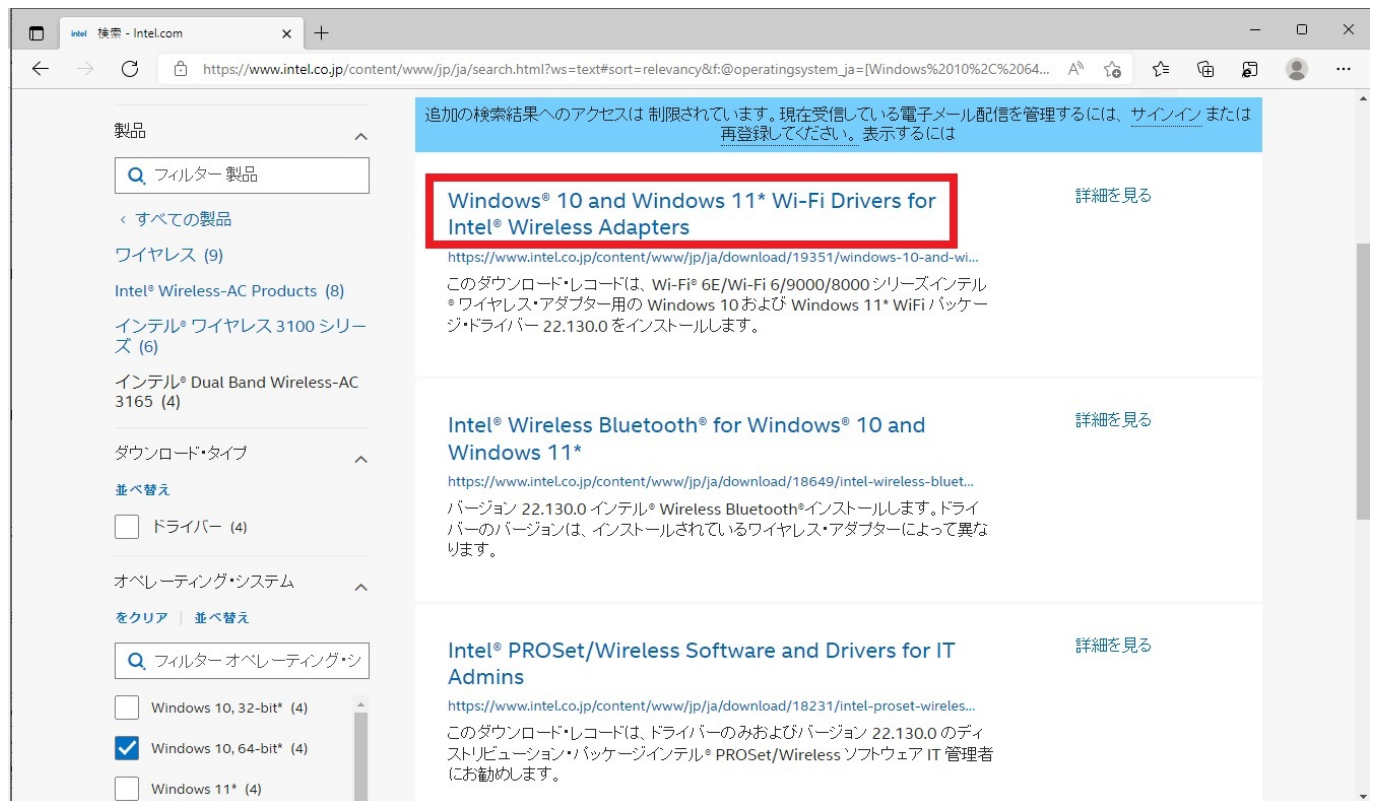 intel 検索 - Intel.com
https://www.intel.co.jp/content/www/jp/ja/search.html?ws=text#sort=relevancy&f:@operatingsystem_ja=[Windows%2010%2C%2064...
製品
フィルター 製品
‹ すべての製品
ワイヤレス (9)
Intel® Wireless-AC Products (8)
インテル® ワイヤレス 3100 シリー
ズ (6)
インテル® Dual Band Wireless-AC
3165 (4)
ダウンロード・タイプ
並べ替え
ドライバー (4)
オペレーティング・システム
をクリア | 並べ替え
フィルター オペレーティング・シ
Windows 10, 32-bit* (4)
Windows 10, 64-bit* (4)
Windows 11* (4)
追加の検索結果へのアクセスは 制限されています。現在受信している電子メール配信を管理するには、サインイン または
再登録してください。 表示するには
Windows® 10 and Windows 11* Wi-Fi Drivers for
Intel® Wireless Adapters
詳細を見る
https://www.intel.co.jp/content/www/jp/ja/download/19351/windows-10-and-wi...
このダウンロード・レコードは、Wi-Fi® 6E/Wi-Fi 6/9000/8000 シリーズインテル
® ワイヤレス・アダプター用の Windows 10 および Windows 11* WiFi パッケー
ジ・ドライバー 22.130.0 をインストールします。
Intel® Wireless Bluetooth® for Windows® 10 and
Windows 11*
詳細を見る
https://www.intel.co.jp/content/www/jp/ja/download/18649/intel-wireless-bluet...
バージョン 22.130.0 インテル® Wireless Bluetooth®インストールします。ドライ
バーのバージョンは、インストールされているワイヤレス・アダプターによって異な
ります。
Intel® PROSet/Wireless Software and Drivers for IT
Admins
詳細を見る
https://www.intel.co.jp/content/www/jp/ja/download/18231/intel-proset-wireles...
このダウンロード・レコードは、ドライバーのみおよびバージョン 22.130.0 のディ
ストリビューション・パッケージインテル® PROSet/Wireless ソフトウェア IT 管理者
にお勧めします。